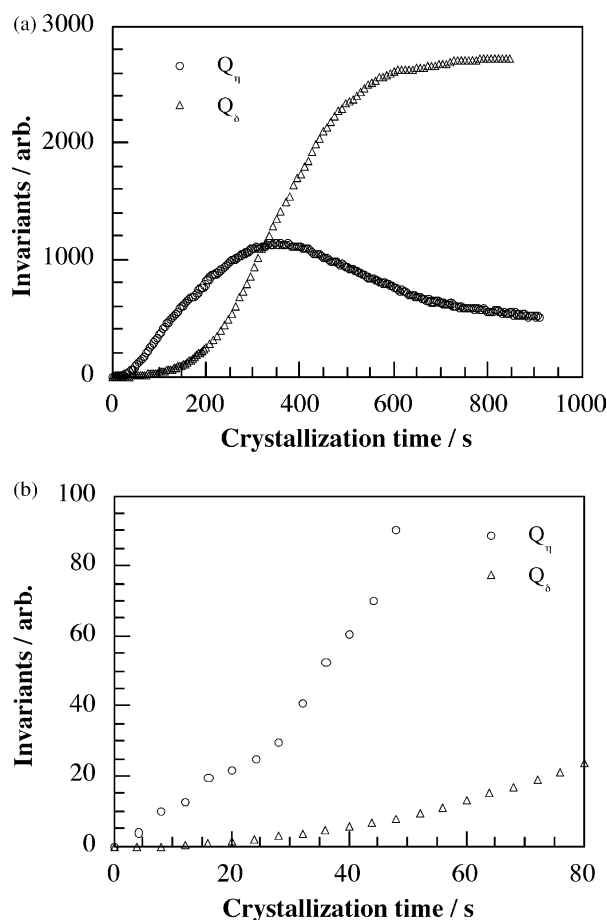 (a)
3000
2000
1000
0
Invariants / arb.
Qη
Qδ
0 200 400 600 800 1000
Crystallization time / s
(b)
100
80
60
40
20
0
Invariants / arb.
Qη
Qδ
0 20 40 60 80
Crystallization time / s